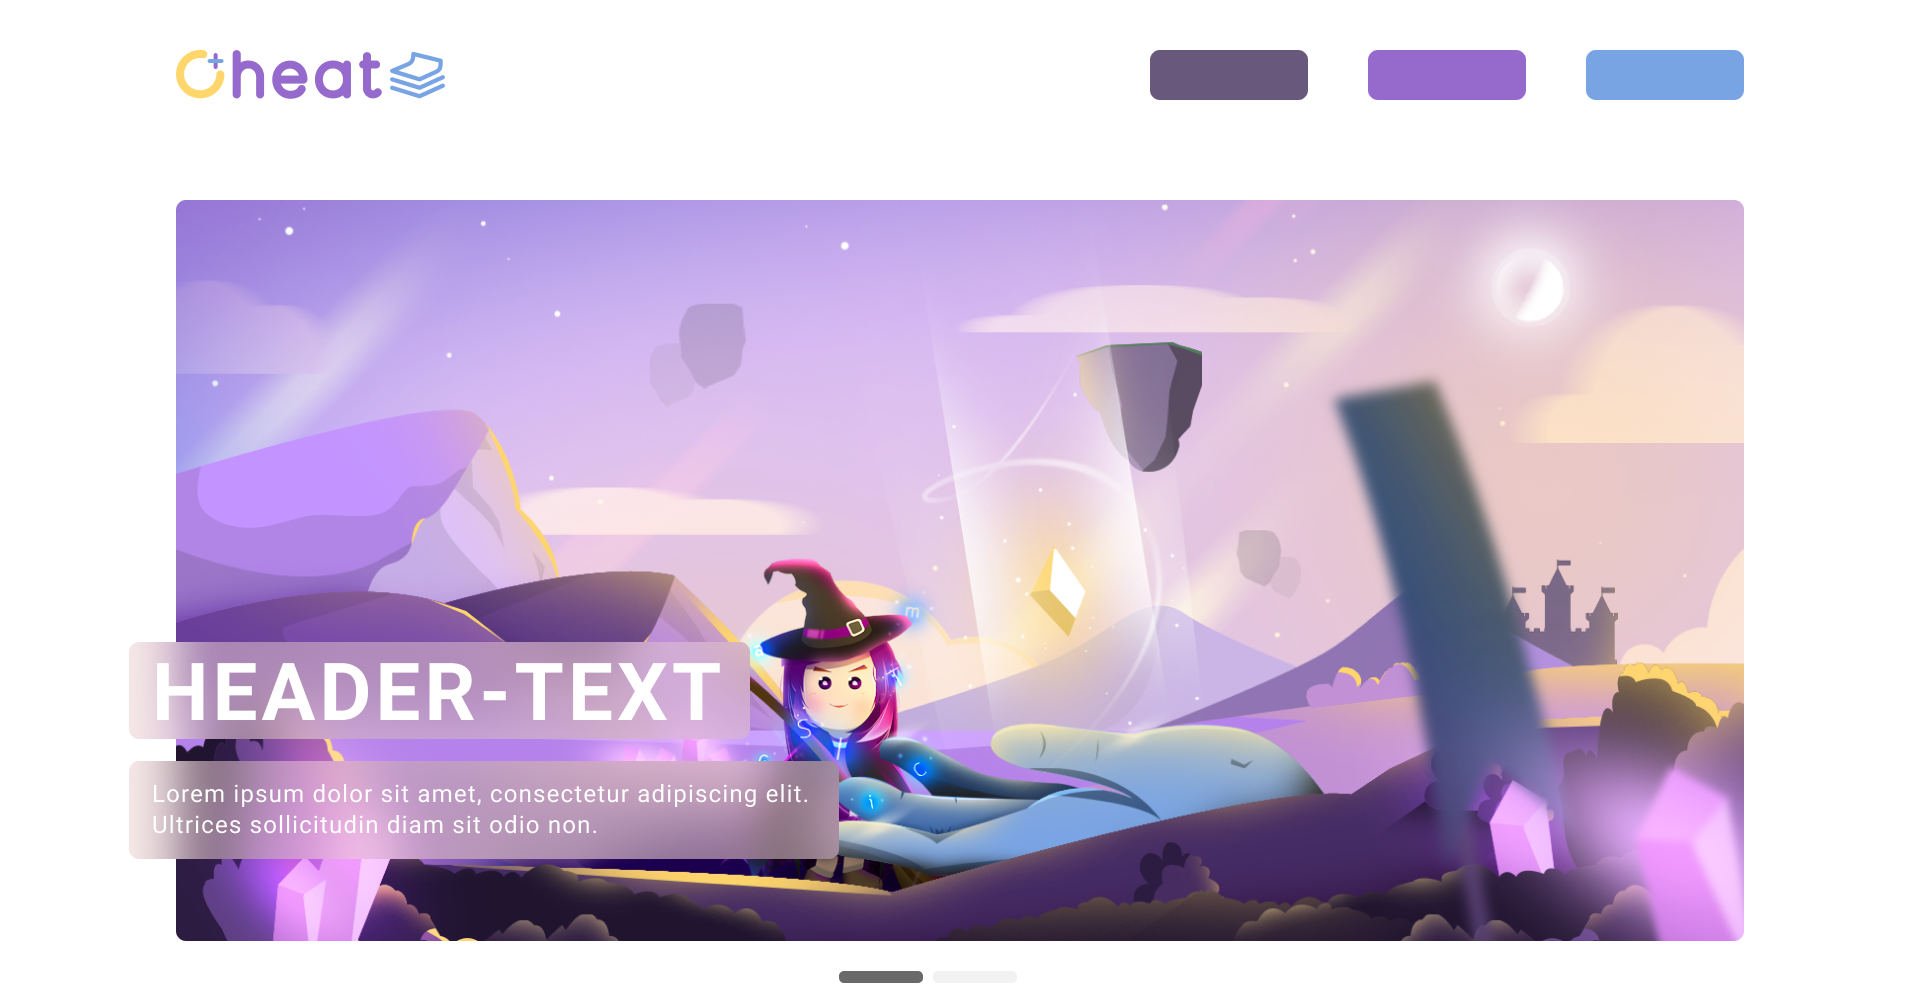 Cheat
HEADER-TEXT
Lorem ipsum dolor sit amet, consectetur adipiscing elit.
Ultrices sollicitudin diam sit odio non.
m
a
T
S
G
c
i